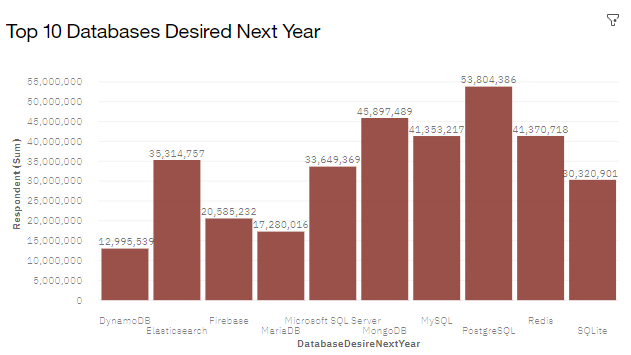 Top 10 Databases Desired Next Year
Respondent (Sum)
55,000,000
50,000,000
45,000,000
40,000,000
35,000,000
30,000,000
25,000,000
20,000,000
15,000,000
10,000,000
5,000,000
0
12,995,539
35,314,757
20,585,232
17,280,016
33,649,369
45,897,489
41,353,217
53,804,386
41,370,718
30,320,901
DynamoDB
Elasticsearch
Firebase
MariaDB
Microsoft SQL Server
MongoDB
MySQL
PostgreSQL
Redis
SQLite
DatabaseDesireNextYear